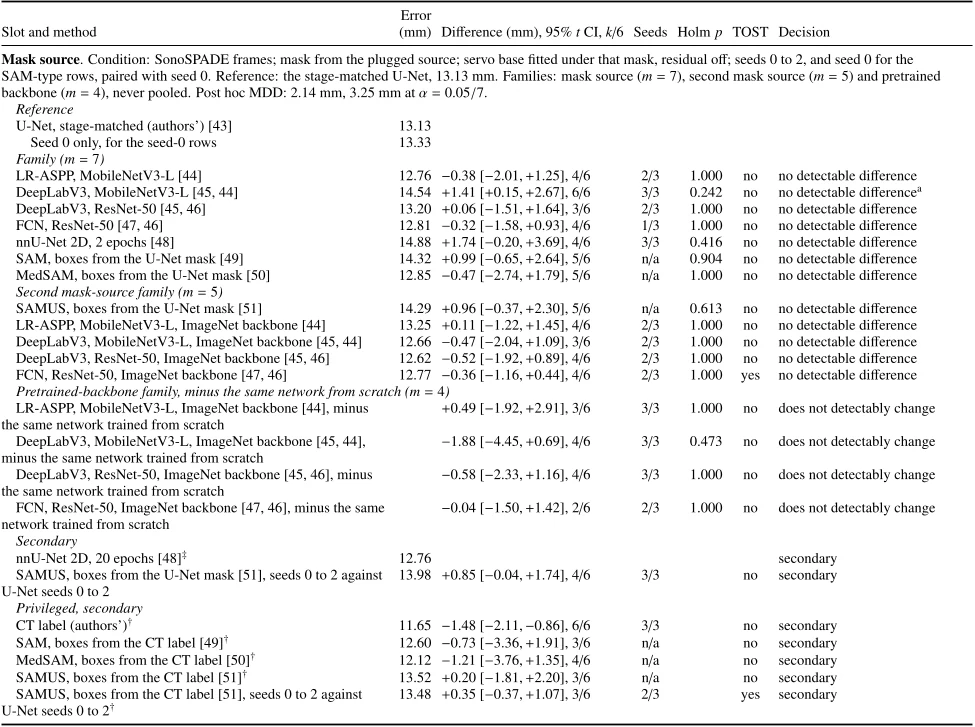 Error
Slot and method (mm) Difference (mm), 95% t CI, k/6 Seeds Holm p TOST Decision
Mask source. Condition: SonoSPADE frames; mask from the plugged source; servo base fitted under that mask, residual off; seeds 0 to 2, and seed 0 for the
SAM-type rows, paired with seed 0. Reference: the stage-matched U-Net, 13.13 mm. Families: mask source (m = 7), second mask source (m = 5) and pretrained
backbone (m = 4), never pooled. Post hoc MDD: 2.14 mm, 3.25 mm at α = 0.05/7.
Reference
U-Net, stage-matched (authors') [43] 13.13
Seed 0 only, for the seed-0 rows 13.33
Family (m = 7)
LR-ASPP, MobileNetV3-L [44] 12.76 −0.38 [−2.01, +1.25], 4/6 2/3 1.000 no no detectable difference
DeepLabV3, MobileNetV3-L [45, 44] 14.54 +1.41 [+0.15, +2.67], 6/6 3/3 0.242 no no detectable differenceᵃ
DeepLabV3, ResNet-50 [45, 46] 13.20 +0.06 [−1.51, +1.64], 3/6 2/3 1.000 no no detectable difference
FCN, ResNet-50 [47, 46] 12.81 −0.32 [−1.58, +0.93], 4/6 1/3 1.000 no no detectable difference
nnU-Net 2D, 2 epochs [48] 14.88 +1.74 [−0.20, +3.69], 4/6 3/3 0.416 no no detectable difference
SAM, boxes from the U-Net mask [49] 14.32 +0.99 [−0.65, +2.64], 5/6 n/a 0.904 no no detectable difference
MedSAM, boxes from the U-Net mask [50] 12.85 −0.47 [−2.74, +1.79], 5/6 n/a 1.000 no no detectable difference
Second mask-source family (m = 5)
SAMUS, boxes from the U-Net mask [51] 14.29 +0.96 [−0.37, +2.30], 5/6 n/a 0.613 no no detectable difference
LR-ASPP, MobileNetV3-L, ImageNet backbone [44] 13.25 +0.11 [−1.22, +1.45], 4/6 2/3 1.000 no no detectable difference
DeepLabV3, MobileNetV3-L, ImageNet backbone [45, 44] 12.66 −0.47 [−2.04, +1.09], 3/6 2/3 1.000 no no detectable difference
DeepLabV3, ResNet-50, ImageNet backbone [45, 46] 12.62 −0.52 [−1.92, +0.89], 4/6 2/3 1.000 no no detectable difference
FCN, ResNet-50, ImageNet backbone [47, 46] 12.77 −0.36 [−1.16, +0.44], 4/6 2/3 1.000 yes no detectable difference
Pretrained-backbone family, minus the same network from scratch (m = 4)
LR-ASPP, MobileNetV3-L, ImageNet backbone [44], minus +0.49 [−1.92, +2.91], 3/6 3/3 1.000 no does not detectably change
the same network trained from scratch
DeepLabV3, MobileNetV3-L, ImageNet backbone [45, 44], −1.88 [−4.45, +0.69], 4/6 3/3 0.473 no does not detectably change
minus the same network trained from scratch
DeepLabV3, ResNet-50, ImageNet backbone [45, 46], minus −0.58 [−2.33, +1.16], 4/6 3/3 1.000 no does not detectably change
the same network trained from scratch
FCN, ResNet-50, ImageNet backbone [47, 46], minus the same −0.04 [−1.50, +1.42], 2/6 2/3 1.000 no does not detectably change
network trained from scratch
Secondary
nnU-Net 2D, 20 epochs [48]‡ 12.76 secondary
SAMUS, boxes from the U-Net mask [51], seeds 0 to 2 against 13.98 +0.85 [−0.04, +1.74], 4/6 3/3 no secondary
U-Net seeds 0 to 2
Privileged, secondary
CT label (authors')† 11.65 −1.48 [−2.11, −0.86], 6/6 3/3 no secondary
SAM, boxes from the CT label [49]† 12.60 −0.73 [−3.36, +1.91], 3/6 n/a no secondary
MedSAM, boxes from the CT label [50]† 12.12 −1.21 [−3.76, +1.35], 4/6 n/a no secondary
SAMUS, boxes from the CT label [51]† 13.52 +0.20 [−1.81, +2.20], 3/6 n/a no secondary
SAMUS, boxes from the CT label [51], seeds 0 to 2 against 13.48 +0.35 [−0.37, +1.07], 3/6 2/3 yes secondary
U-Net seeds 0 to 2†